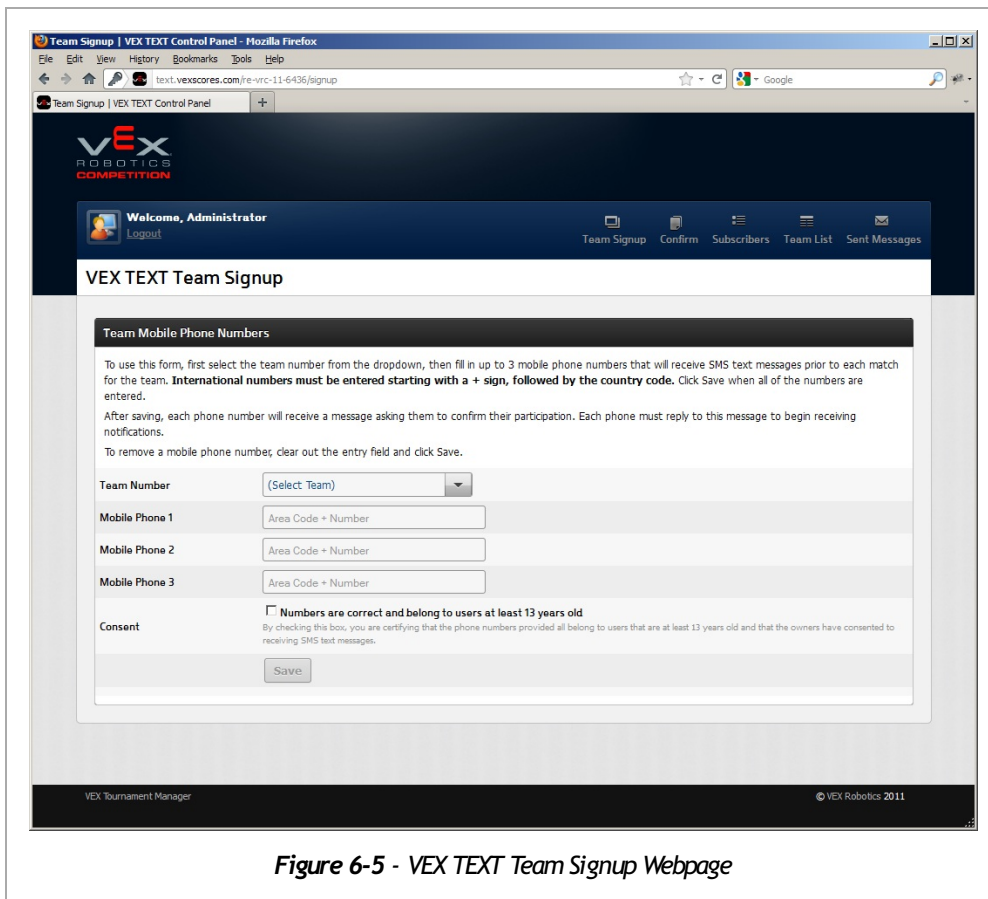 Team Signup | VEX TEXT Control Panel - Mozilla Firefox
File Edit View History Bookmarks Tools Help
text.vexscores.com/re-vrc-11-6436/signup
Google
Team Signup | VEX TEXT Control Panel
VEX
ROBOTICS
COMPETITION
Welcome, Administrator
Logout
Team Signup Confirm Subscribers Team List Sent Messages
VEX TEXT Team Signup
Team Mobile Phone Numbers
To use this form, first select the team number from the dropdown, then fill in up to 3 mobile phone numbers that will receive SMS text messages prior to each match
for the team. International numbers must be entered starting with a + sign, followed by the country code. Click Save when all of the numbers are
entered.
After saving, each phone number will receive a message asking them to confirm their participation. Each phone must reply to this message to begin receiving
notifications.
To remove a mobile phone number, clear out the entry field and click Save.
Team Number (Select Team)
Mobile Phone 1 Area Code + Number
Mobile Phone 2 Area Code + Number
Mobile Phone 3 Area Code + Number
Numbers are correct and belong to users at least 13 years old
Consent
By checking this box, you are certifying that the phone numbers provided all belong to users that are at least 13 years old and that the owners have consented to
receiving SMS text messages.
Save
VEX Tournament Manager © VEX Robotics 2011
Figure 6-5 - VEX TEXT Team Signup Webpage